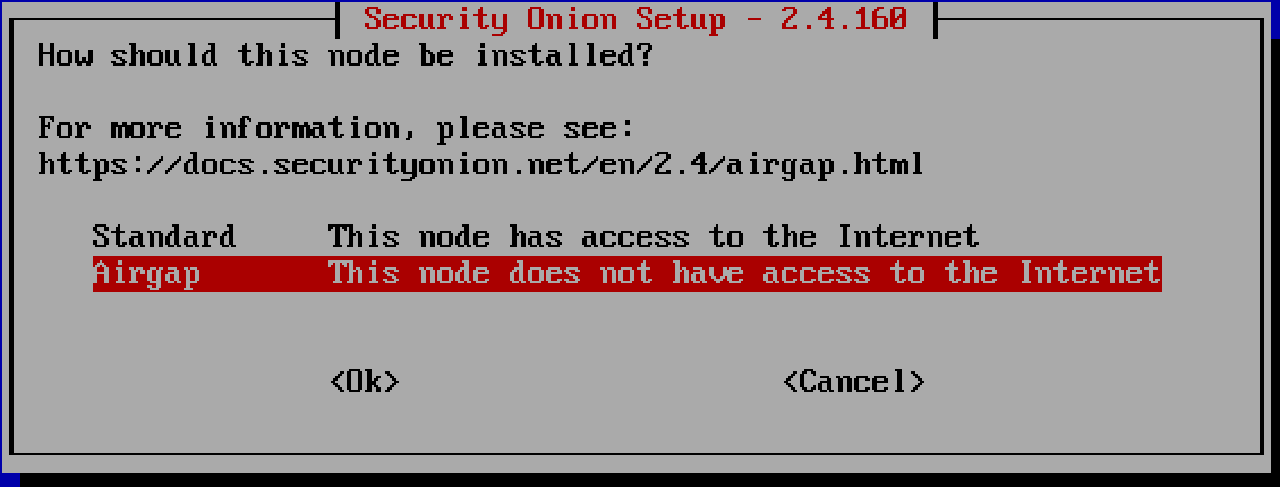 Security Onion Setup - 2.4.160
How should this node be installed?
For more information, please see:
https://docs.securityonion.net/en/2.4/airgap.html
Standard This node has access to the Internet
Airgap This node does not have access to the Internet
<Ok> <Cancel>